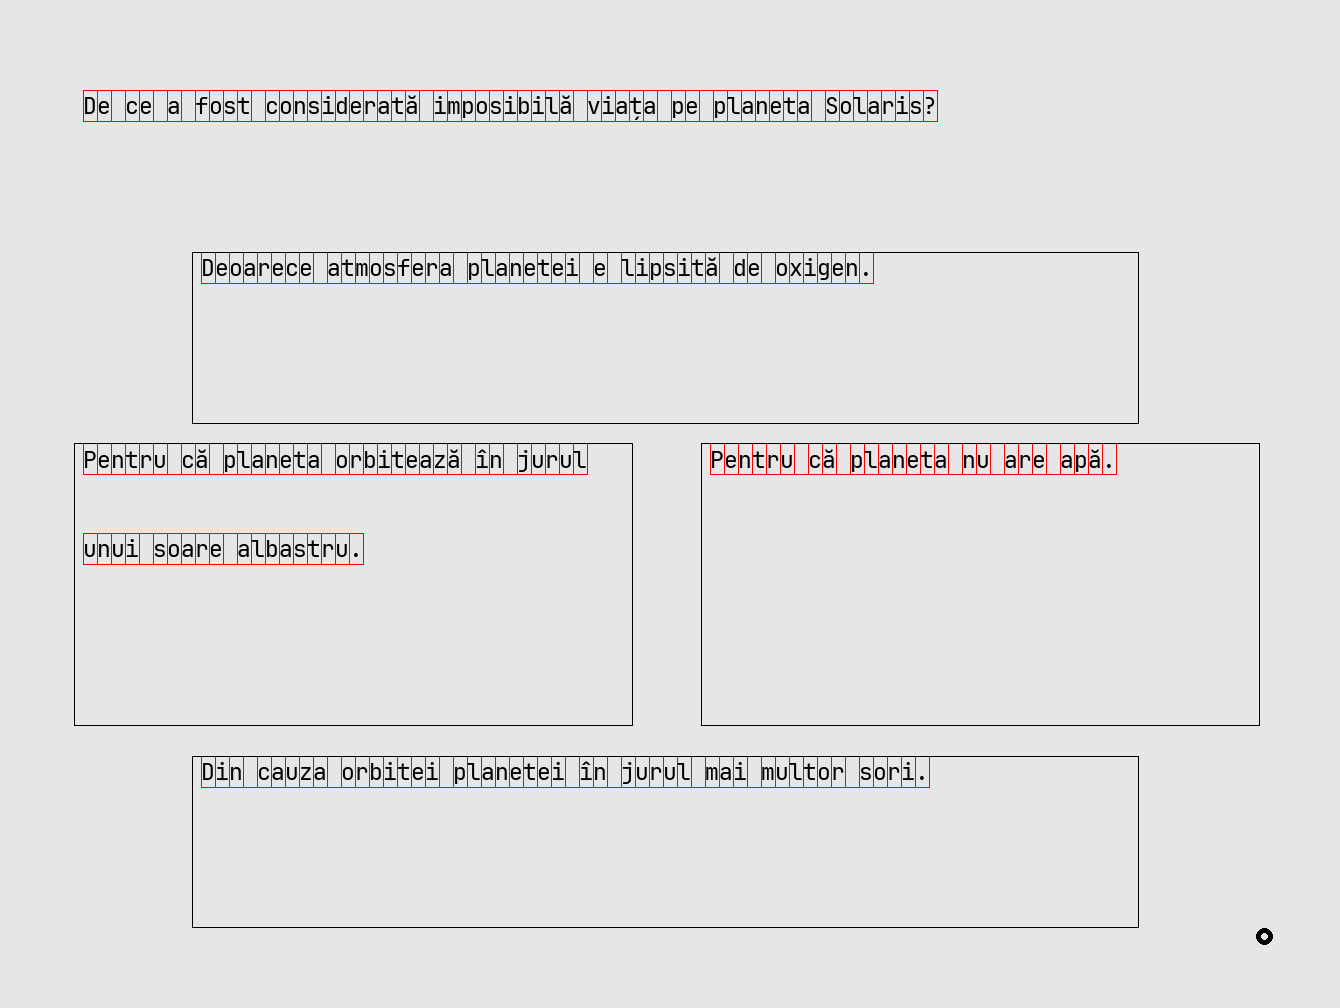 De ce a fost considerată imposibilă viața pe planeta Solaris?
Deoarece atmosfera planetei e lipsită de oxigen.
Pentru că planeta orbitează în jurul
unui soare albastru.
Pentru că planeta nu are apă.
Din cauza orbitei planetei în jurul mai multor sori.